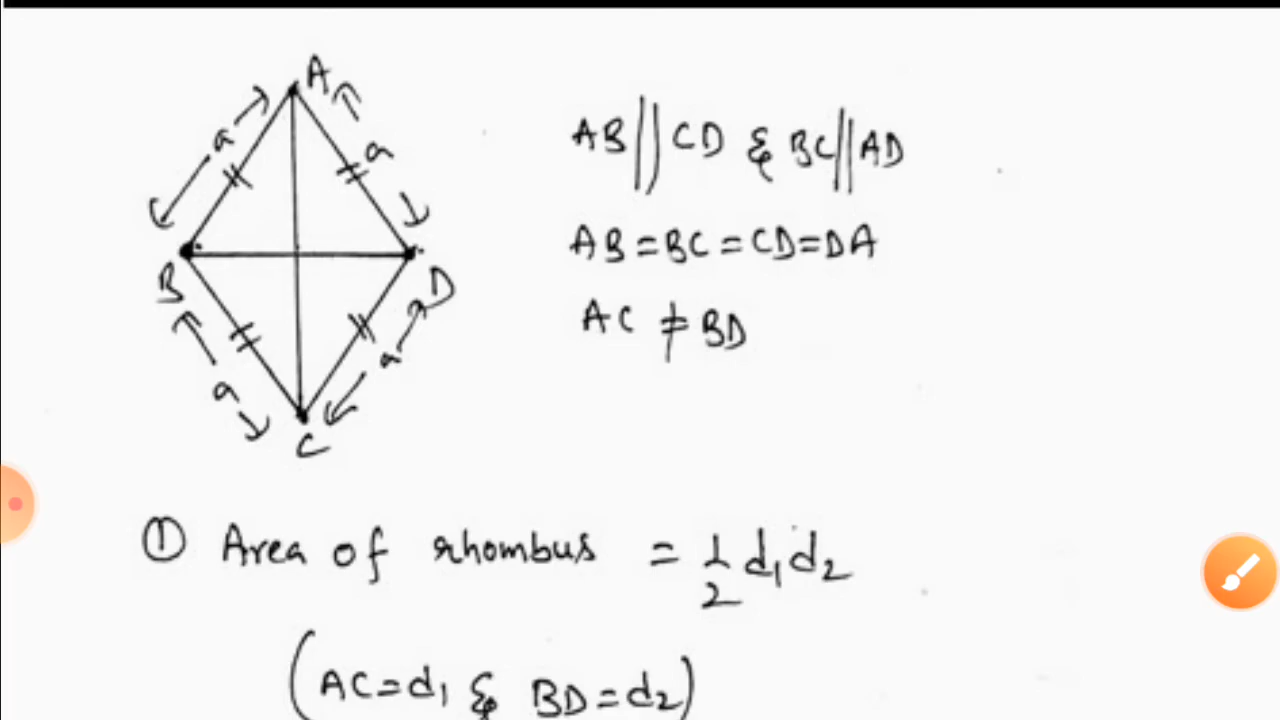 A
a
a
B
D
a
a
C
AB || CD & BC || AD
AB = BC = CD = DA
AC ≠ BD
① Area of rhombus = 1/2 d₁d₂
(AC = d₁ & BD = d₂)